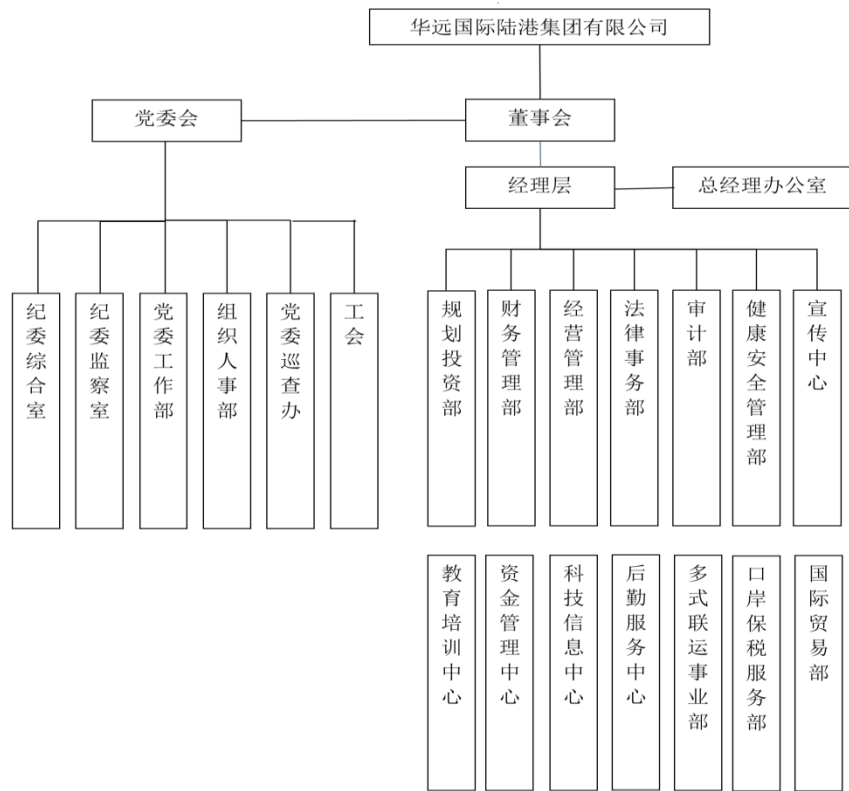 华远国际陆港集团有限公司
党委会
董事会
经理层
总经理办公室
纪委综合室
纪委监察室
党委工作部
组织人事部
党委巡查办
工会
规划投资部
财务管理部
经营管理部
法律事务部
审计部
健康安全管理部
宣传中心
教育培训中心
资金管理中心
科技信息中心
后勤服务中心
多式联运事业部
口岸保税服务部
国际贸易部